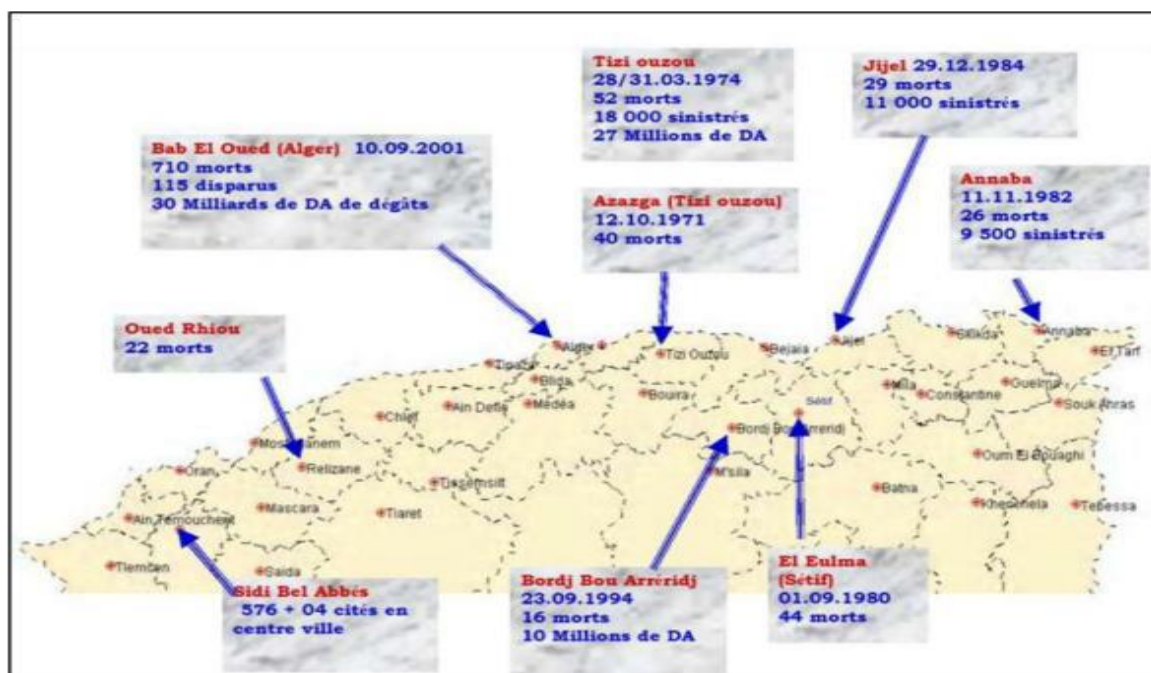 Tizi ouzou
28/31.03.1974
52 morts
18 000 sinistrés
27 Millions de DA
Jijel 29.12.1984
29 morts
11 000 sinistrés
Bab El Oued (Alger) 10.09.2001
710 morts
115 disparus
30 Milliards de DA de dégâts
Azazga (Tizi ouzou)
12.10.1971
40 morts
Annaba
11.11.1982
26 morts
9 500 sinistrés
Oued Rhiou
22 morts
Alger
Tizi Ouzou
Bejaia
Jijel
Skikda
Annaba
El Tarf
Tipaza
Blida
Médéa
Bouira
Sétif
Mila
Constantine
Guelma
Souk Ahras
Chlef
Ain Defla
Bordj Bou Arreridj
Oum El Bouaghi
Oran
Relizane
Tissemsilt
M'sila
Batna
Khenchela
Tebessa
Ain Temouchent
Mascara
Tiaret
Tlemcen
Saida
Sidi Bel Abbés
576 + 04 cités en
centre ville
Bordj Bou Arréridj
23.09.1994
16 morts
10 Millions de DA
El Eulma
(Sétif)
01.09.1980
44 morts